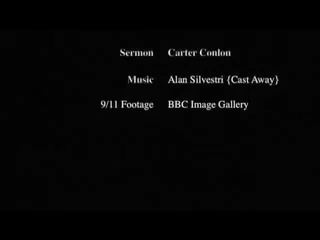 Sermon Carter Conlon
Music Alan Silvestri {Cast Away}
9/11 Footage BBC Image Gallery